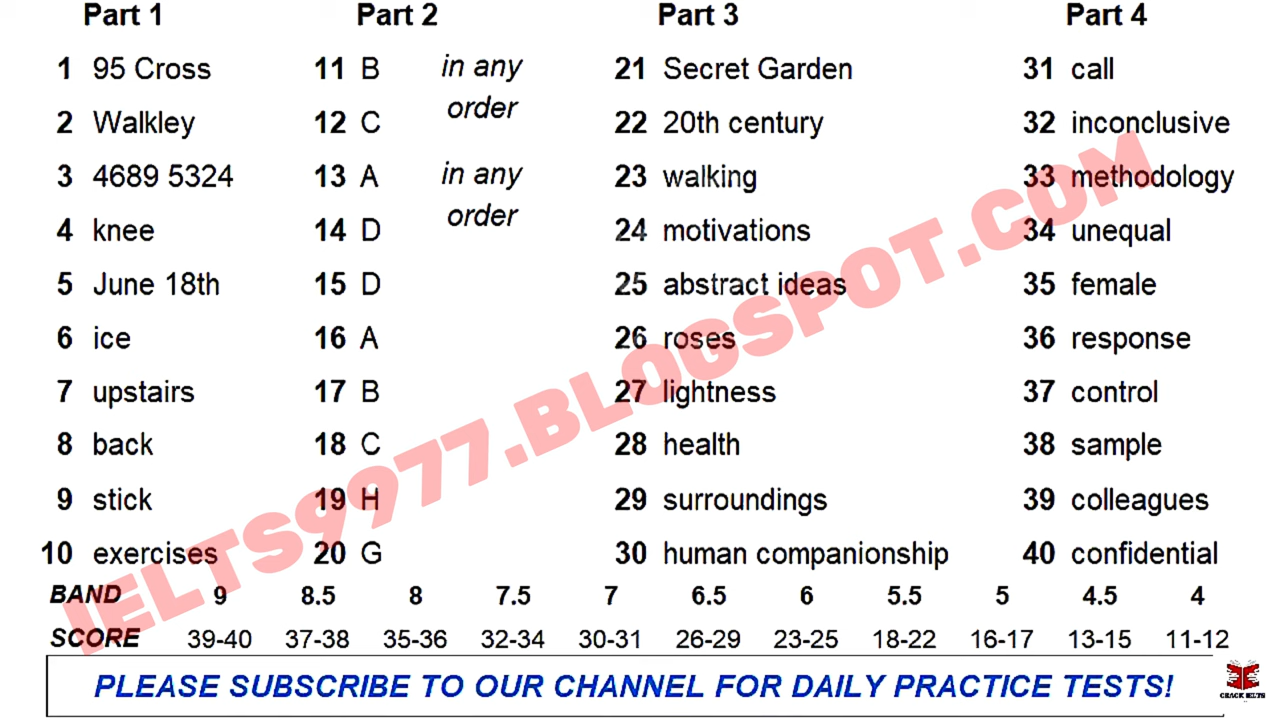 Part 1 Part 2 Part 3 Part 4
1 95 Cross 11 B in any 21 Secret Garden 31 call
order
2 Walkley 12 C 22 20th century 32 inconclusive
3 4689 5324 13 A in any 23 walking 33 methodology
order
4 knee 14 D 24 motivations 34 unequal
5 June 18th 15 D 25 abstract ideas 35 female
6 ice 16 A 26 roses 36 response
7 upstairs 17 B 27 lightness 37 control
8 back 18 C 28 health 38 sample
9 stick 19 H 29 surroundings 39 colleagues
10 exercises 20 G 30 human companionship 40 confidential
BAND 9 8.5 8 7.5 7 6.5 6 5.5 5 4.5 4
SCORE 39-40 37-38 35-36 32-34 30-31 26-29 23-25 18-22 16-17 13-15 11-12
PLEASE SUBSCRIBE TO OUR CHANNEL FOR DAILY PRACTICE TESTS!
CRACK IELTS
IELTS9977.BLOGSPOT.COM